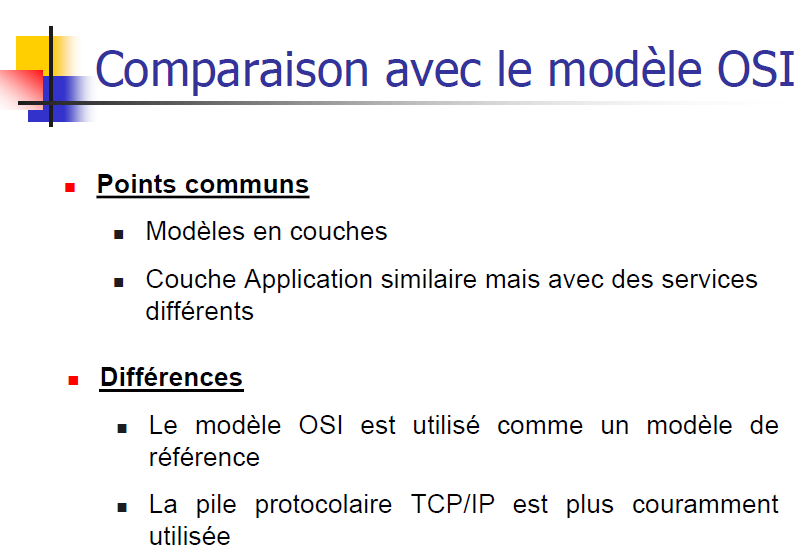 Comparaison avec le modèle OSI
Points communs
Modèles en couches
Couche Application similaire mais avec des services
différents
Différences
Le modèle OSI est utilisé comme un modèle de
référence
La pile protocolaire TCP/IP est plus couramment
utilisée